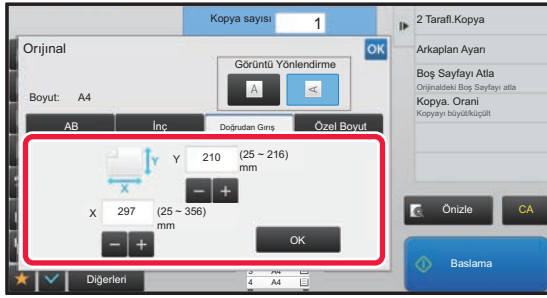 Kopya sayısı 1
2 Tarafl.Kopya
Orijinal OK
Arkaplan Ayarı
Görüntü Yönlendirme
A A
Boş Sayfayı Atla
Orijinaldeki Boş Sayfayı atla
Boyut: A4
Kopya. Orani
Kopyayı büyüt/küçült
AB İnç Doğrudan Giriş Özel Boyut
Y
X
Y 210 (25 ~ 216)
mm
− +
X 297 (25 ~ 356)
mm
− +
OK
Önizle CA
Baslama
Diğerleri
4 A4